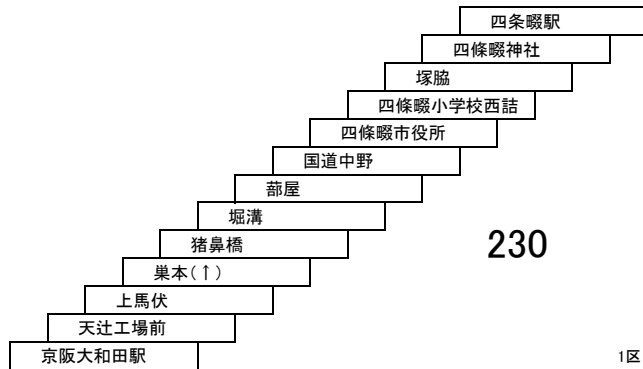 四条畷駅
四條畷神社
塚脇
四條畷小学校西詰
四條畷市役所
国道中野
蔀屋
堀溝
猪鼻橋
巣本(↑)
上馬伏
天辻工場前
京阪大和田駅
230
1区